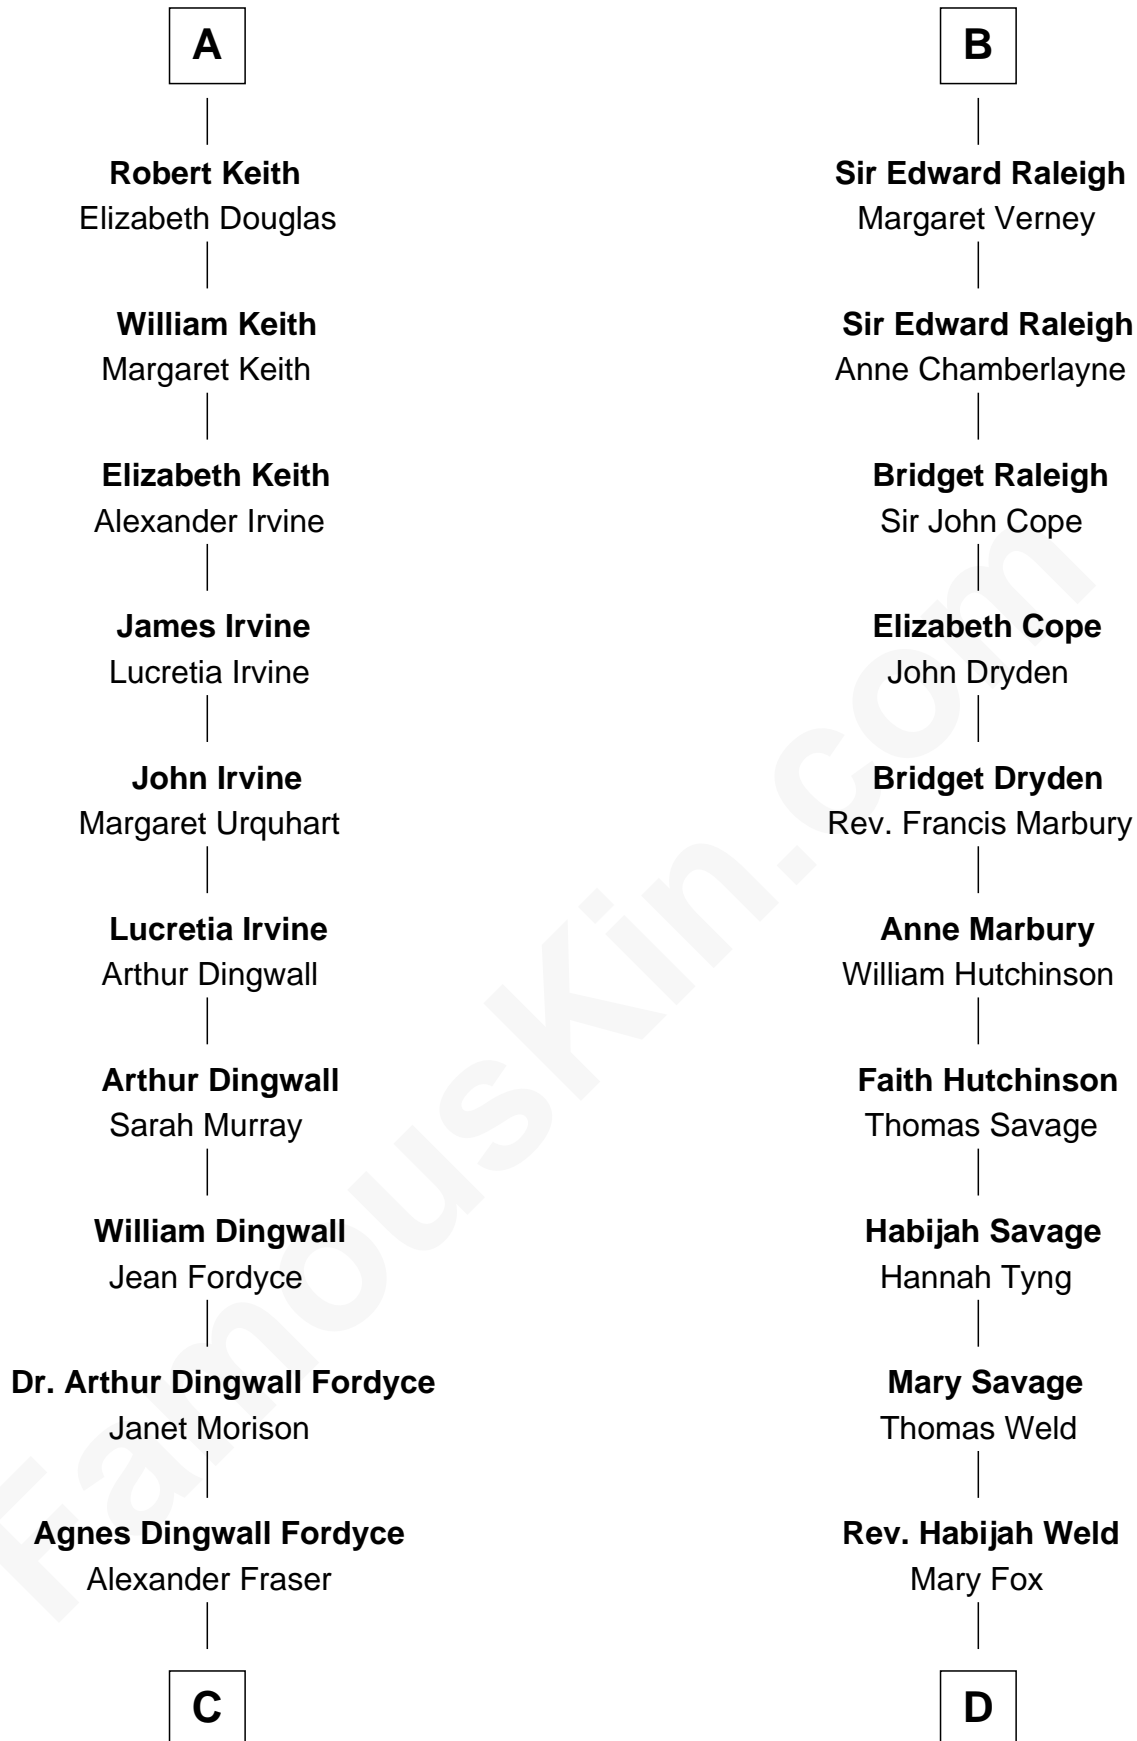 A
Robert Keith
Elizabeth Douglas
William Keith
Margaret Keith
Elizabeth Keith
Alexander Irvine
James Irvine
Lucretia Irvine
John Irvine
Margaret Urquhart
Lucretia Irvine
Arthur Dingwall
Arthur Dingwall
Sarah Murray
William Dingwall
Jean Fordyce
Dr. Arthur Dingwall Fordyce
Janet Morison
Agnes Dingwall Fordyce
Alexander Fraser
C
B
Sir Edward Raleigh
Margaret Verney
Sir Edward Raleigh
Anne Chamberlayne
Bridget Raleigh
Sir John Cope
Elizabeth Cope
John Dryden
Bridget Dryden
Rev. Francis Marbury
Anne Marbury
William Hutchinson
Faith Hutchinson
Thomas Savage
Habijah Savage
Hannah Tyng
Mary Savage
Thomas Weld
Rev. Habijah Weld
Mary Fox
D
FamousKin.com